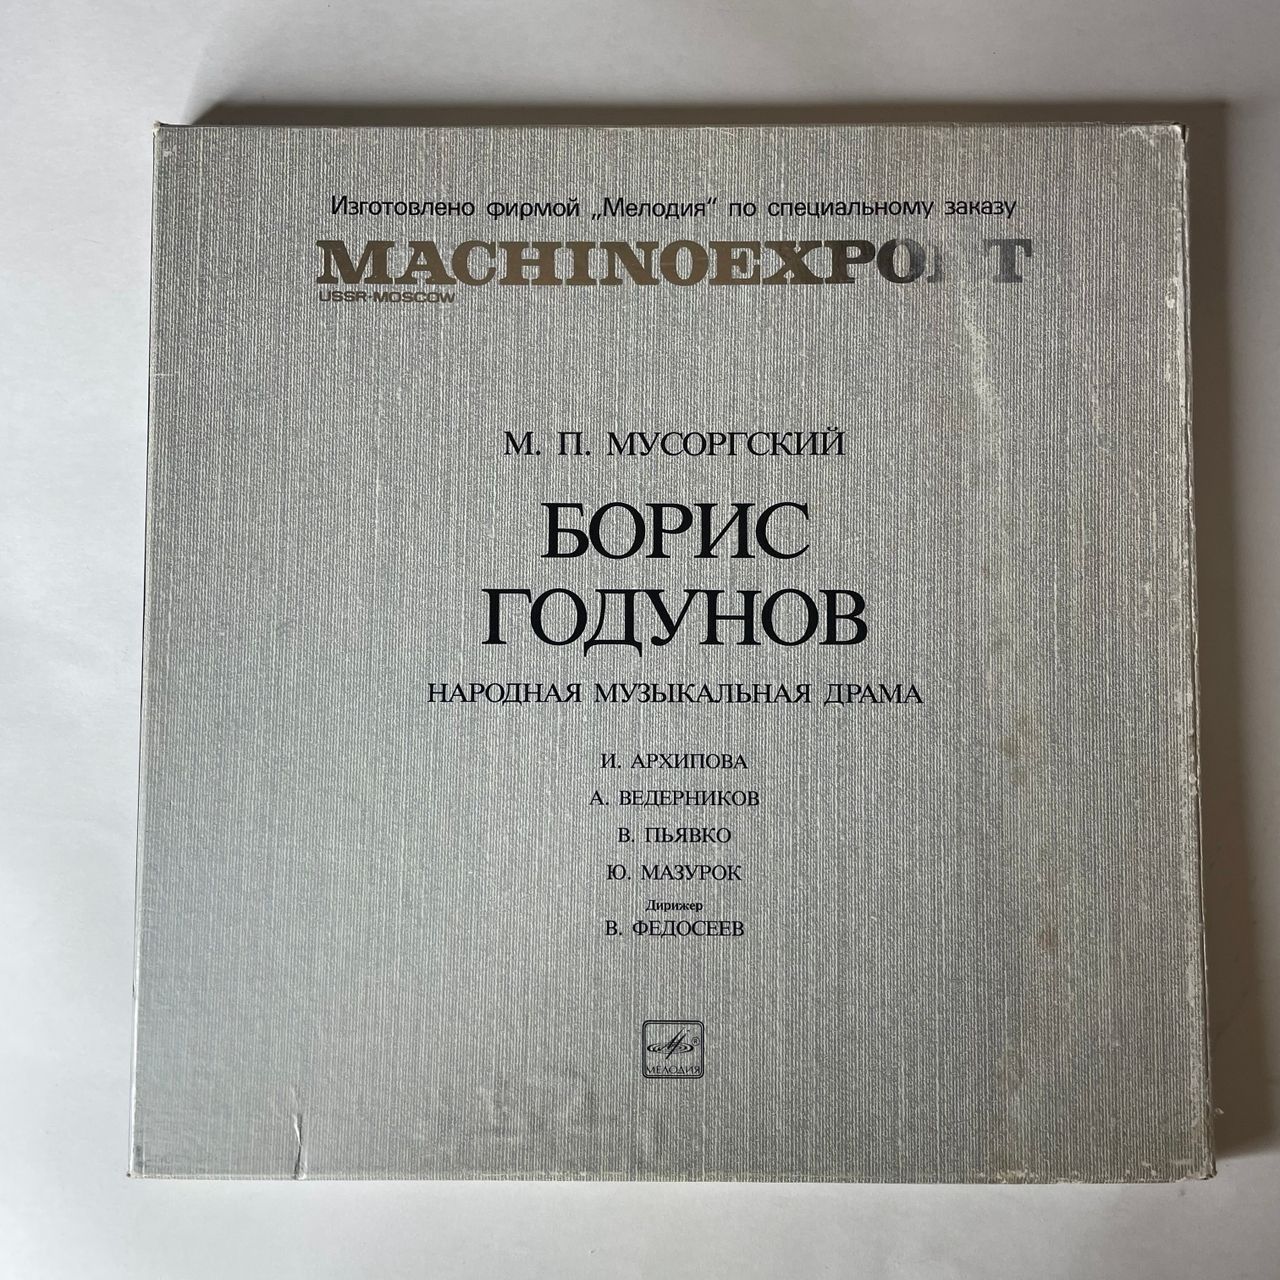 Изготовлено фирмой „Мелодия“ по специальному заказу
MACHINOEXPORT
USSR-MOSCOW
М. П. МУСОРГСКИЙ
БОРИС
ГОДУНОВ
НАРОДНАЯ МУЗЫКАЛЬНАЯ ДРАМА
И. АРХИПОВА
А. ВЕДЕРНИКОВ
В. ПЬЯВКО
Ю. МАЗУРОК
Дирижер
В. ФЕДОСЕЕВ
®
МЕЛОДИЯ